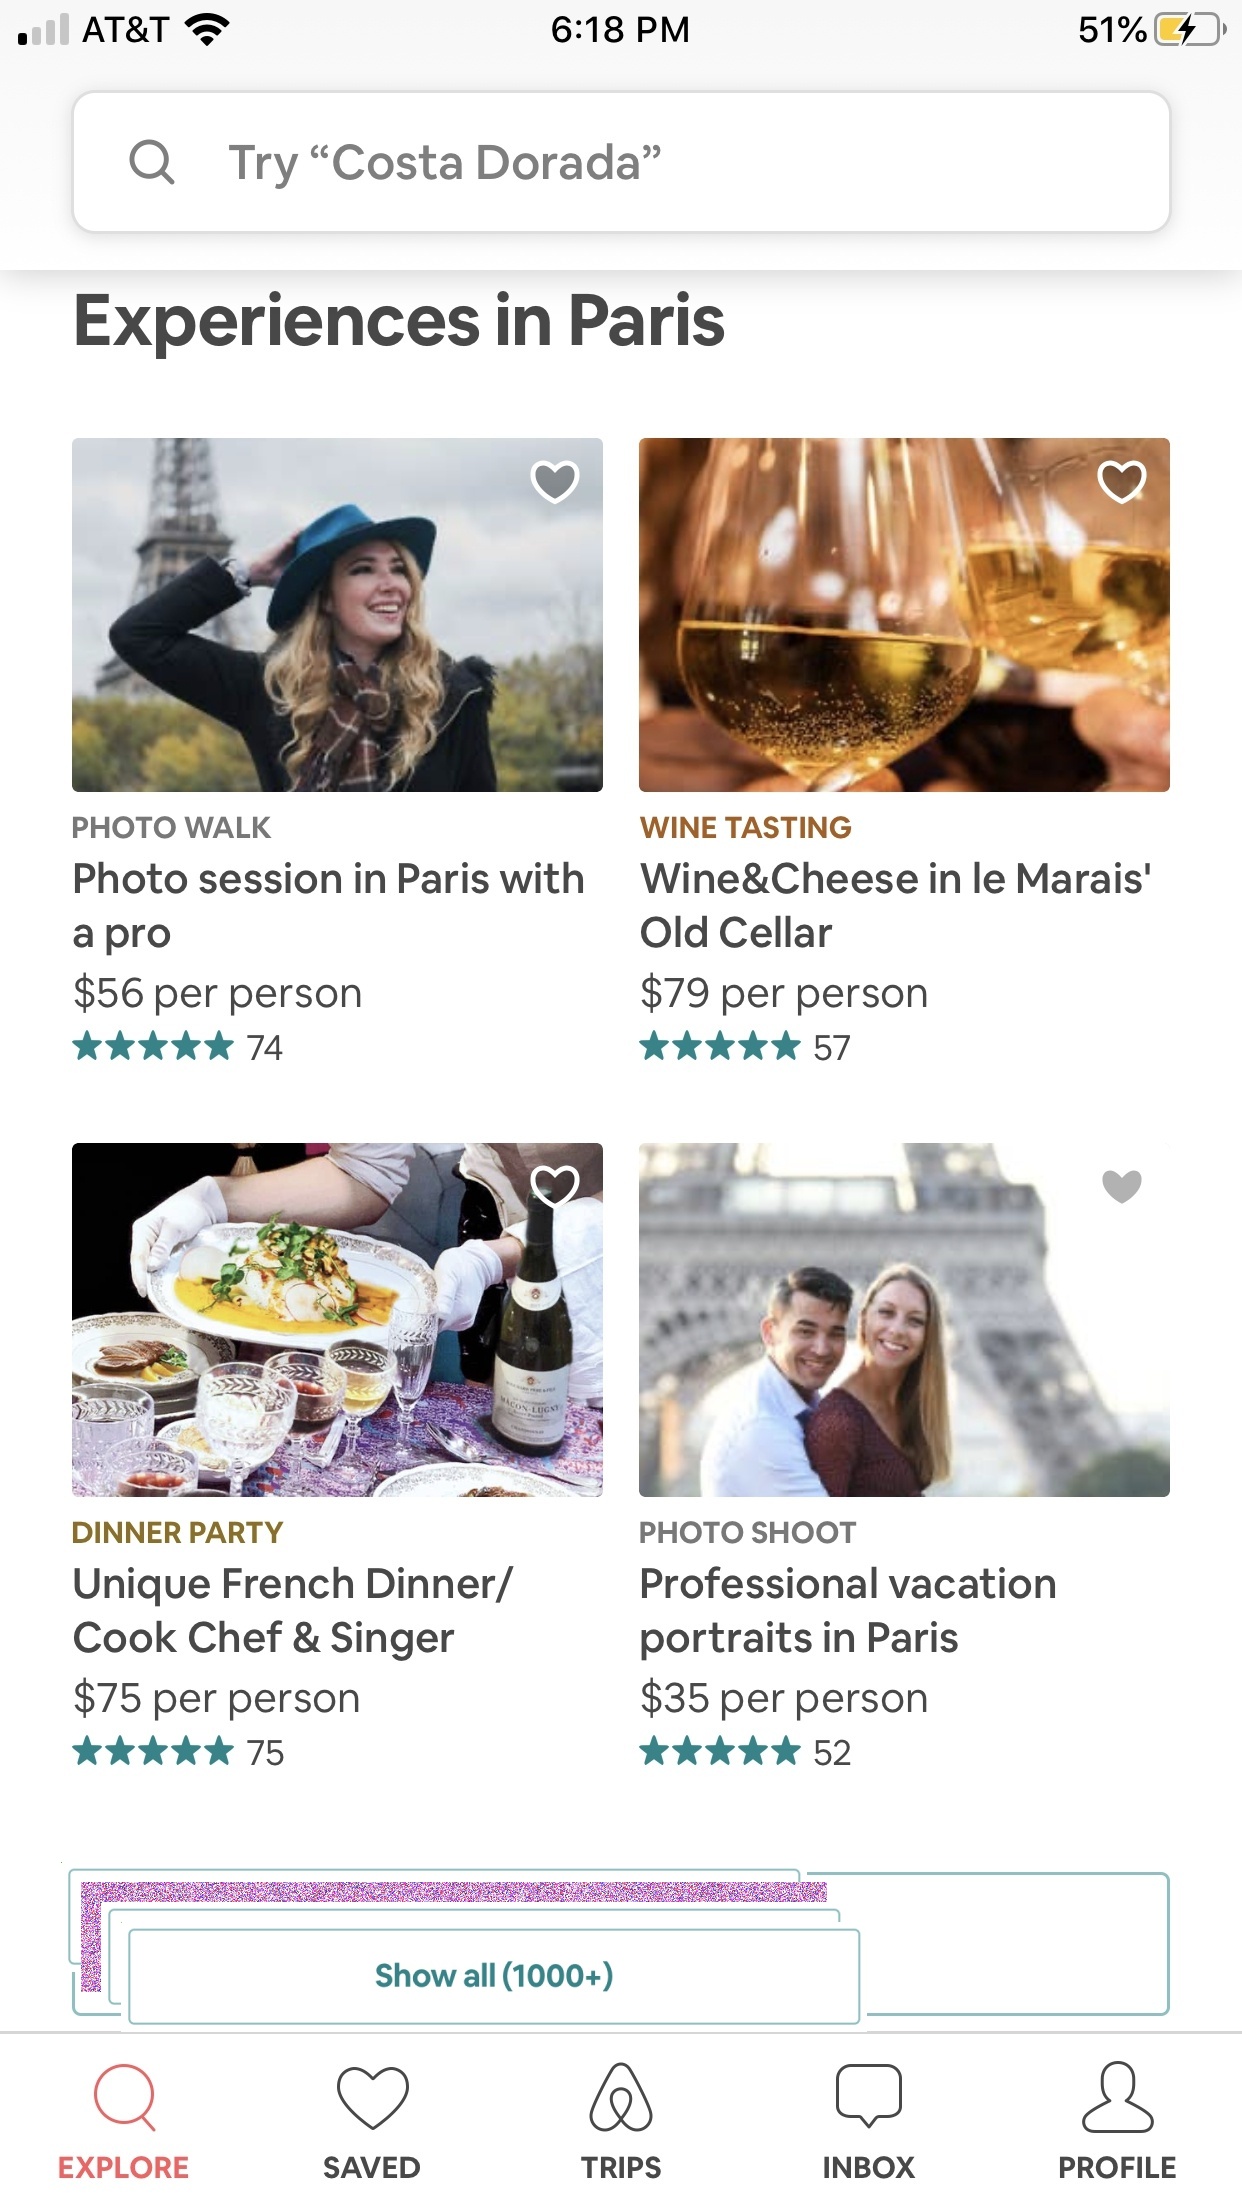 AT&T 6:18 PM 51%
Try “Costa Dorada”
Experiences in Paris
PHOTO WALK
Photo session in Paris with
a pro
$56 per person
74
WINE TASTING
Wine&Cheese in le Marais'
Old Cellar
$79 per person
57
MÂCON-LUGNY
DINNER PARTY
Unique French Dinner/
Cook Chef & Singer
$75 per person
75
PHOTO SHOOT
Professional vacation
portraits in Paris
$35 per person
52
Show all (1000+)
EXPLORE SAVED TRIPS INBOX PROFILE